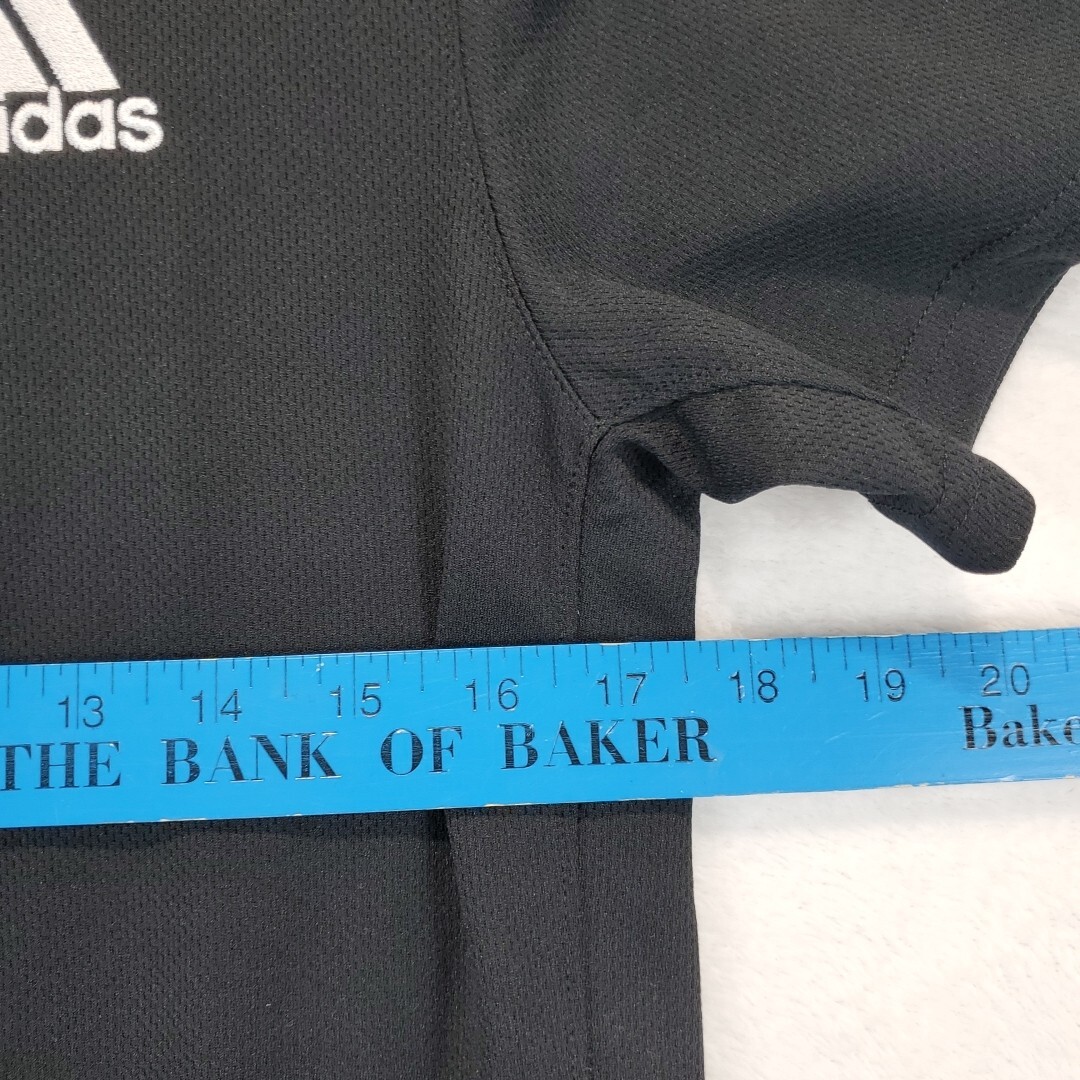 idas
13 14 15 16 17 18 19 20
THE BANK OF BAKER Bake